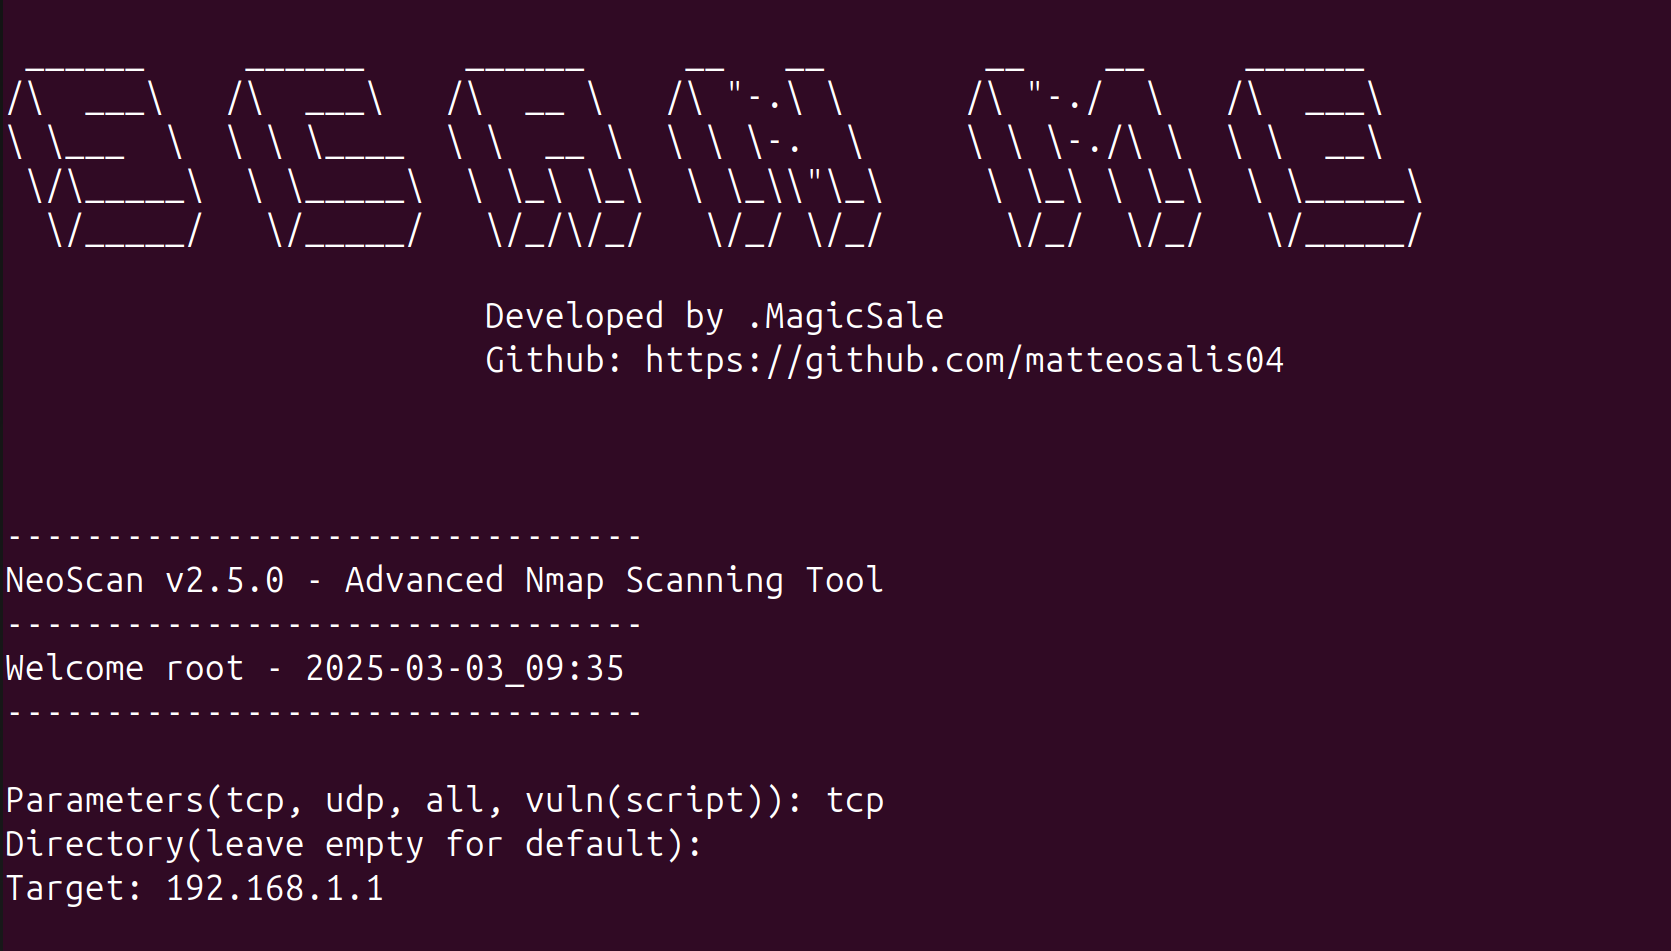 SCAN ME
Developed by .MagicSale
Github: https://github.com/matteosalis04
--------------------------------
NeoScan v2.5.0 - Advanced Nmap Scanning Tool
--------------------------------
Welcome root - 2025-03-03_09:35
--------------------------------
Parameters(tcp, udp, all, vuln(script)): tcp
Directory(leave empty for default):
Target: 192.168.1.1